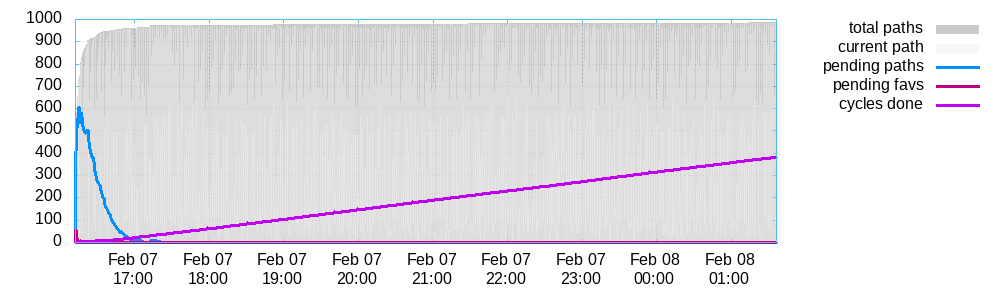 1000
900
800
700
600
500
400
300
200
100
0
Feb 07 Feb 07 Feb 07 Feb 07 Feb 07 Feb 07 Feb 07 Feb 08 Feb 08
17:00 18:00 19:00 20:00 21:00 22:00 23:00 00:00 01:00
total paths
current path
pending paths
pending favs
cycles done